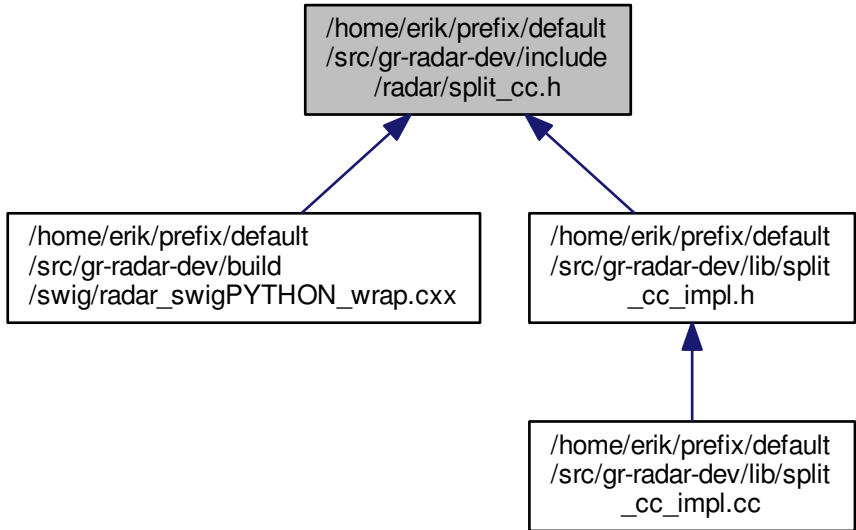 /home/erik/prefix/default
/src/gr-radar-dev/include
/radar/split_cc.h
/home/erik/prefix/default
/src/gr-radar-dev/build
/swig/radar_swigPYTHON_wrap.cxx
/home/erik/prefix/default
/src/gr-radar-dev/lib/split
_cc_impl.h
/home/erik/prefix/default
/src/gr-radar-dev/lib/split
_cc_impl.cc